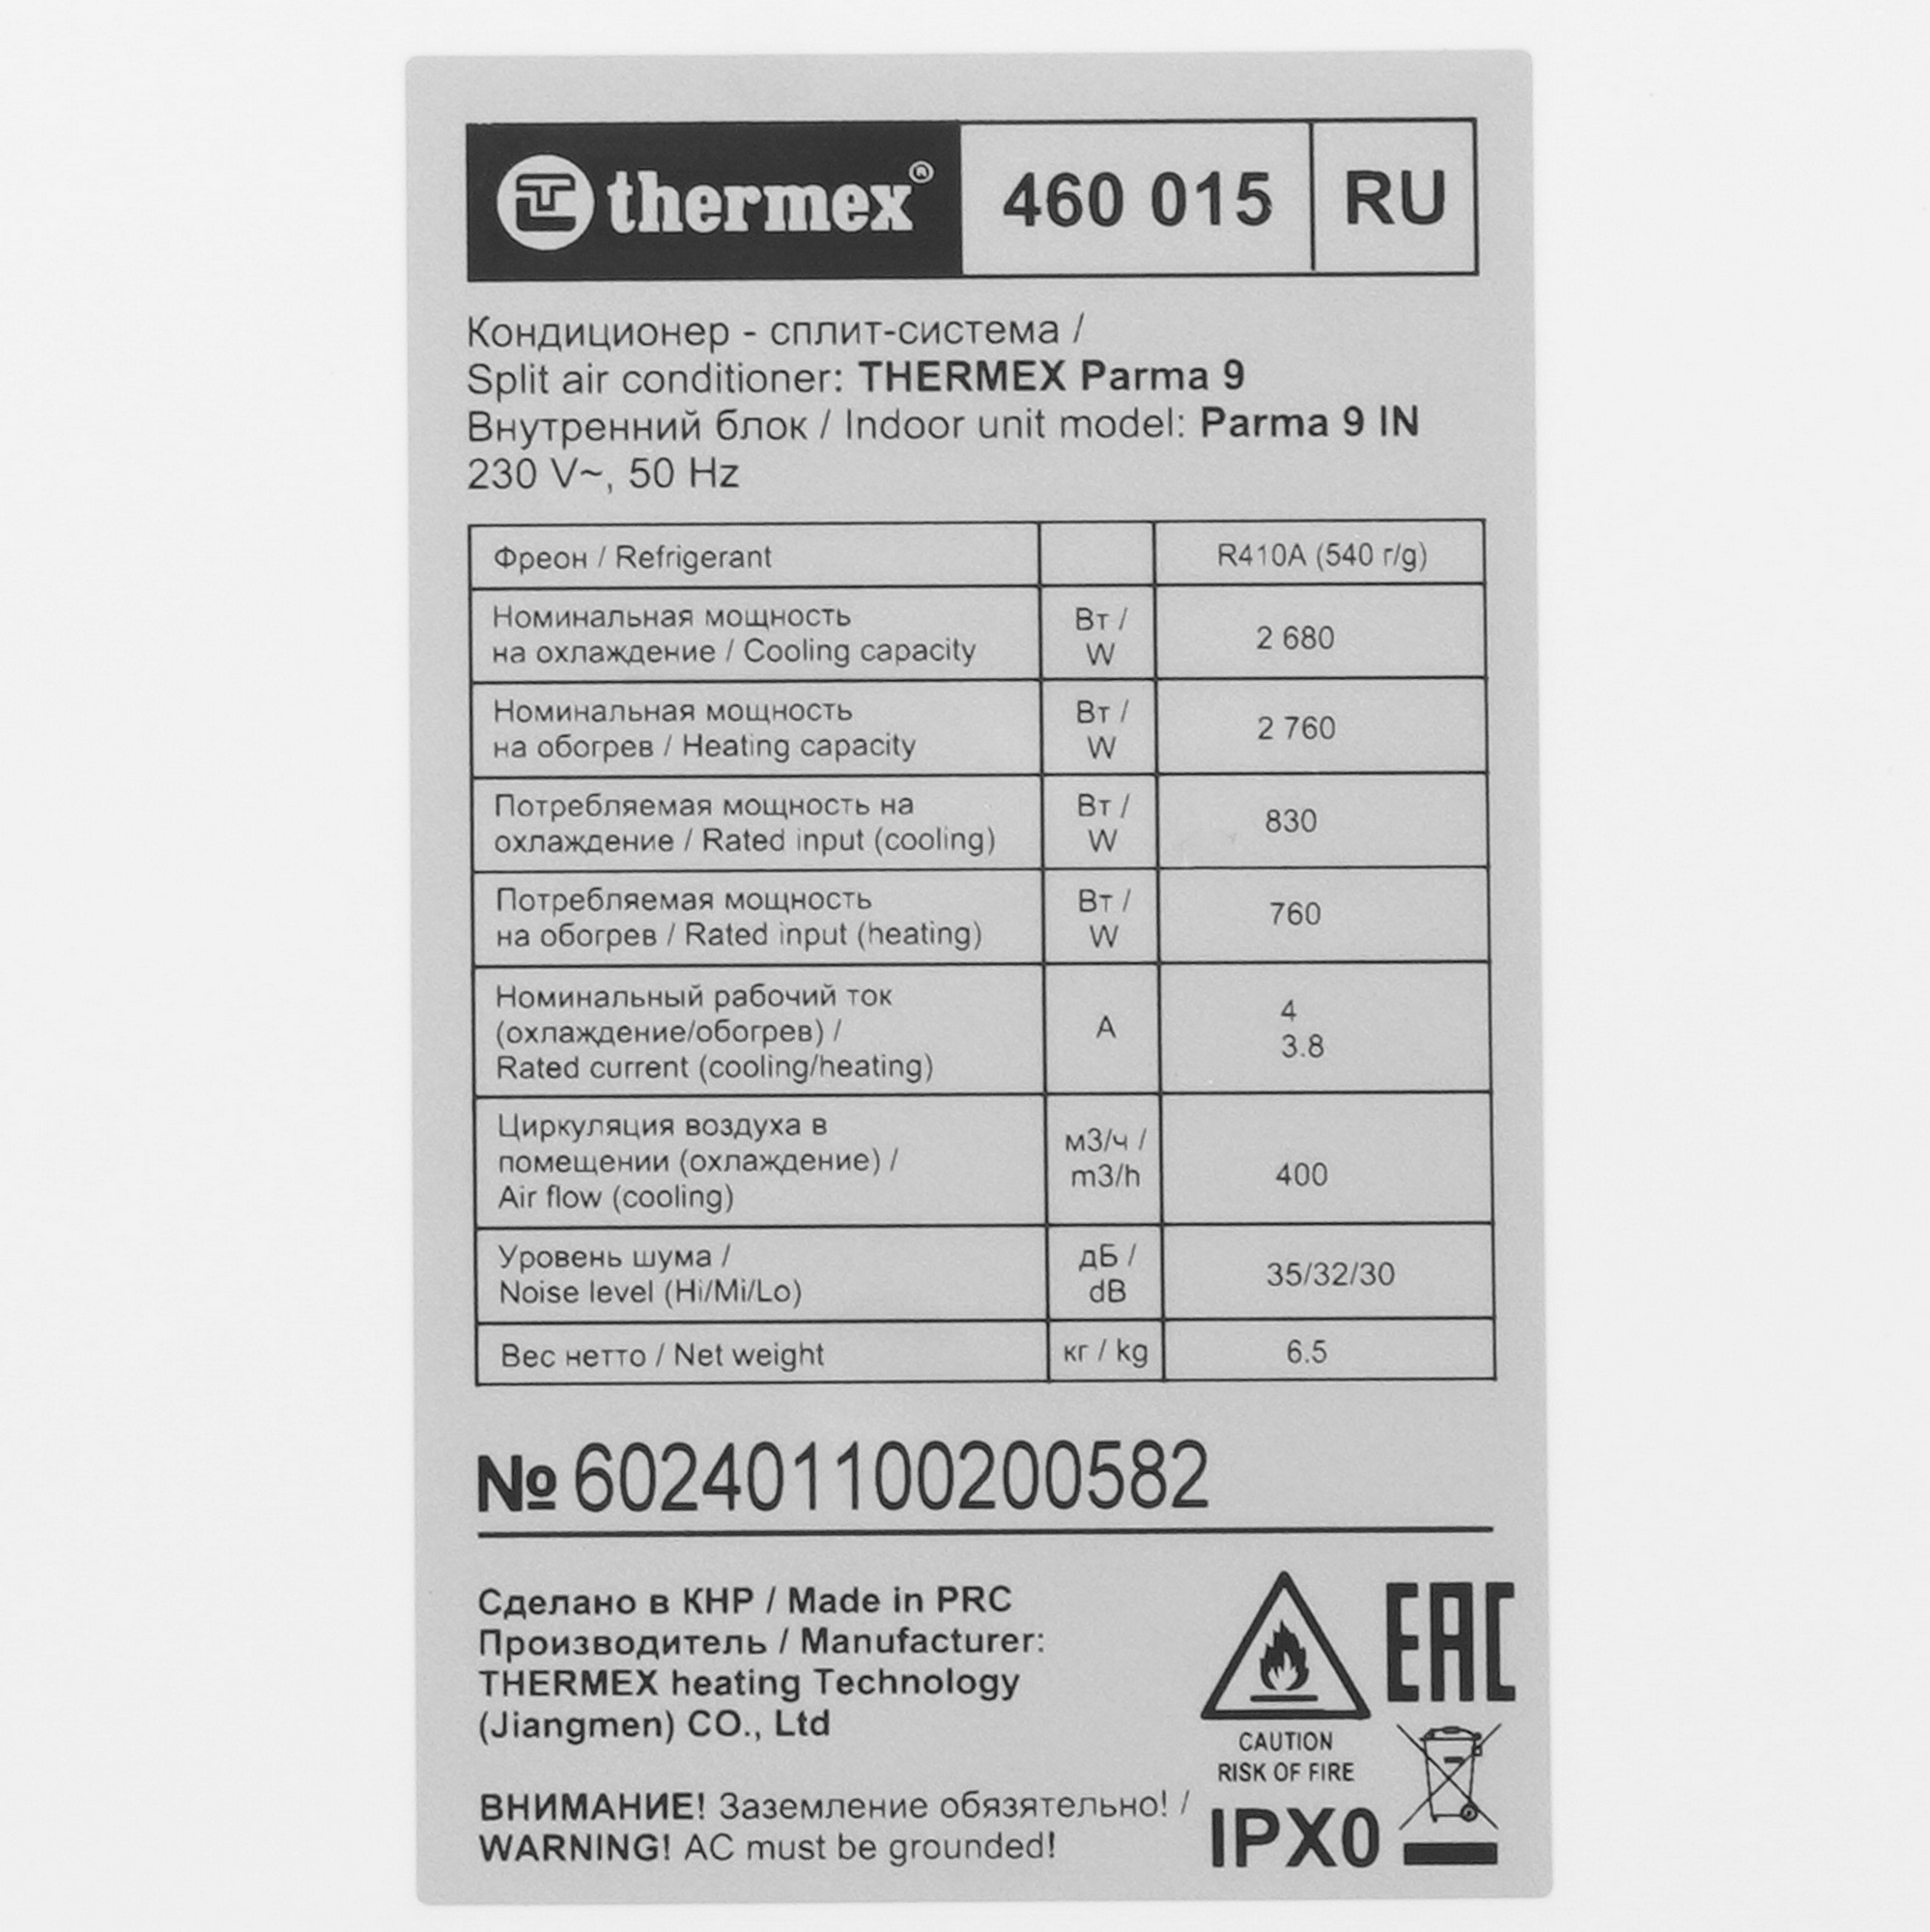 thermex® 460 015 RU
Кондиционер - сплит-система /
Split air conditioner: THERMEX Parma 9
Внутренний блок / Indoor unit model: Parma 9 IN
230 V~, 50 Hz
Фреон / Refrigerant R410A (540 г/g)
Номинальная мощность
на охлаждение / Cooling capacity
Вт /
W
2 680
Номинальная мощность
на обогрев / Heating capacity
Вт /
W
2 760
Потребляемая мощность на
охлаждение / Rated input (cooling)
Вт /
W
830
Потребляемая мощность
на обогрев / Rated input (heating)
Вт /
W
760
Номинальный рабочий ток
(охлаждение/обогрев) /
Rated current (cooling/heating)
A
4
3.8
Циркуляция воздуха в
помещении (охлаждение) /
Air flow (cooling)
м3/ч /
m3/h
400
Уровень шума /
Noise level (Hi/Mi/Lo)
дБ /
dB
35/32/30
Вес нетто / Net weight кг / kg 6.5
№ 602401100200582
Сделано в КНР / Made in PRC
Производитель / Manufacturer:
THERMEX heating Technology
(Jiangmen) CO., Ltd
ВНИМАНИЕ! Заземление обязятельно! /
WARNING! AC must be grounded!
EAC
CAUTION
RISK OF FIRE
IPX0